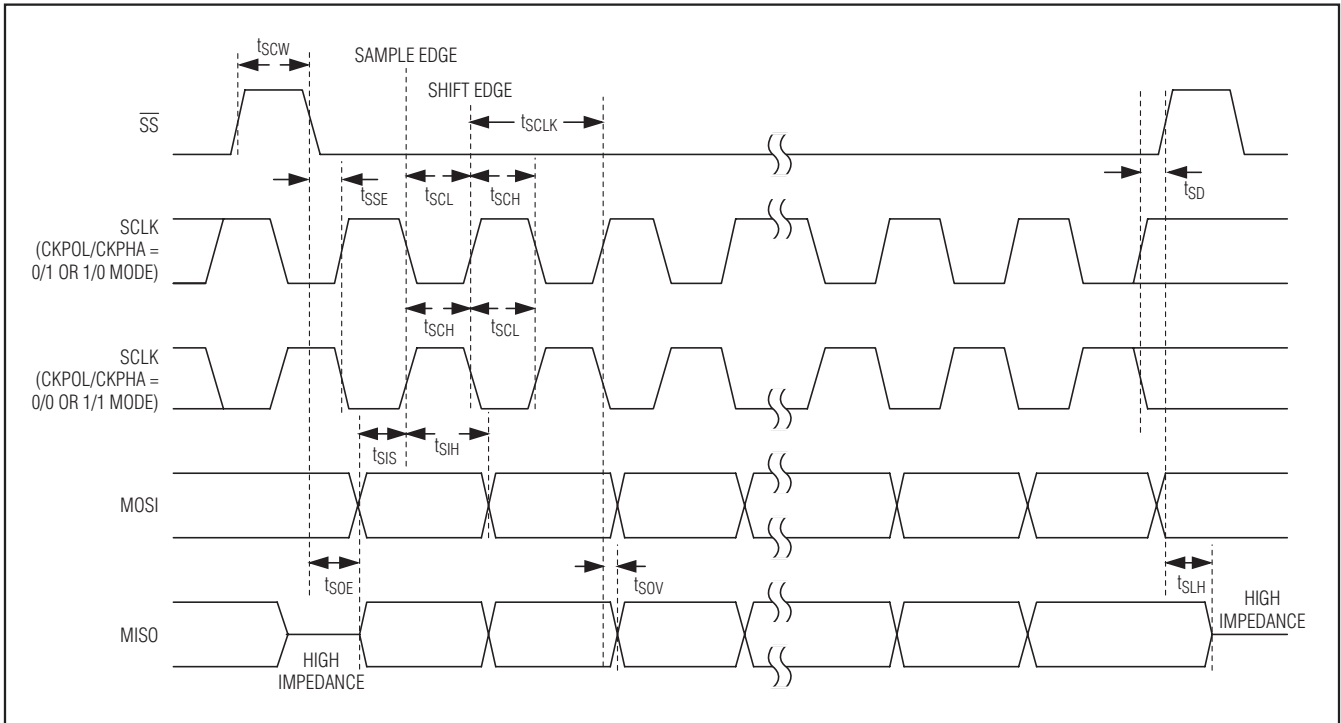 tSCW
SAMPLE EDGE
SHIFT EDGE
tSCLK
SS
tSSE
tSCL
tSCH
tSD
SCLK
(CKPOL/CKPHA =
0/1 OR 1/0 MODE)
tSCH
tSCL
SCLK
(CKPOL/CKPHA =
0/0 OR 1/1 MODE)
tSIS
tSIH
MOSI
tSOE
tSOV
tSLH
HIGH
IMPEDANCE
MISO
HIGH
IMPEDANCE